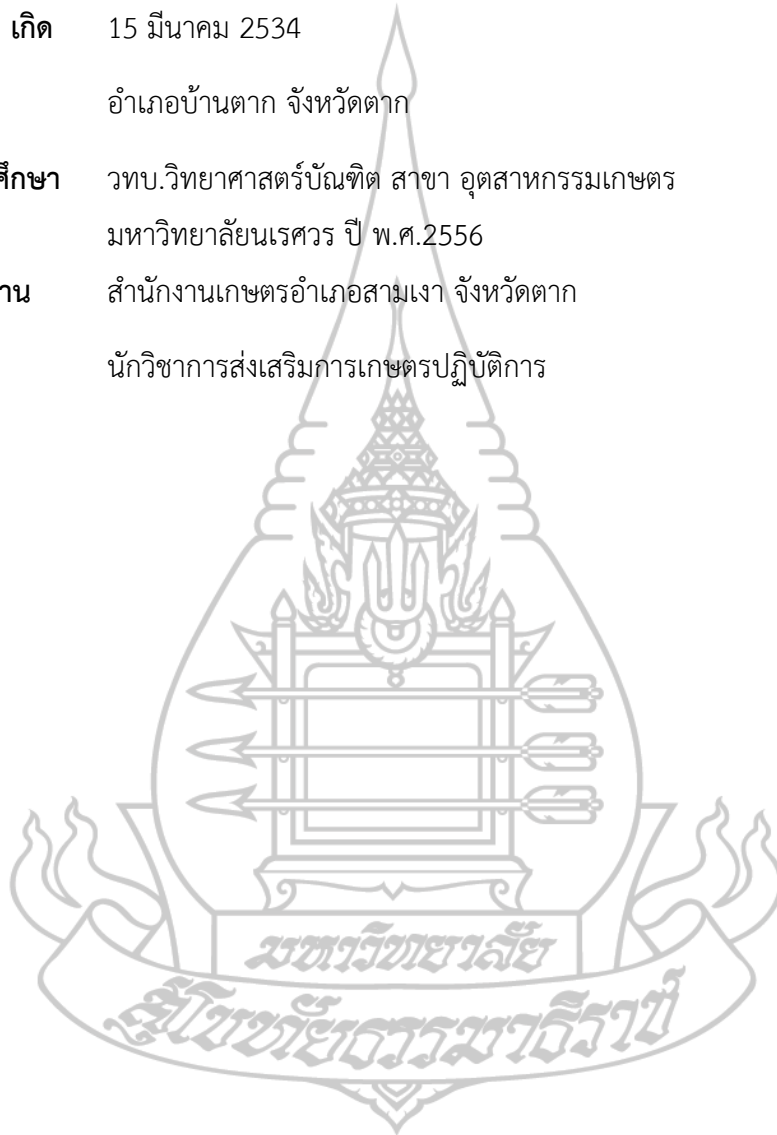 เกิด 15 มีนาคม 2534
อำเภอบ้านตาก จังหวัดตาก
ศึกษา วทบ.วิทยาศาสตร์บัณฑิต สาขา อุตสาหกรรมเกษตร
มหาวิทยาลัยนเรศวร ปี พ.ศ.2556
าน สำนักงานเกษตรอำเภอสามเงา จังหวัดตาก
นักวิชาการส่งเสริมการเกษตรปฏิบัติการ
มหาวิทยาลัย
สุโขทัยธรรมาธิราช